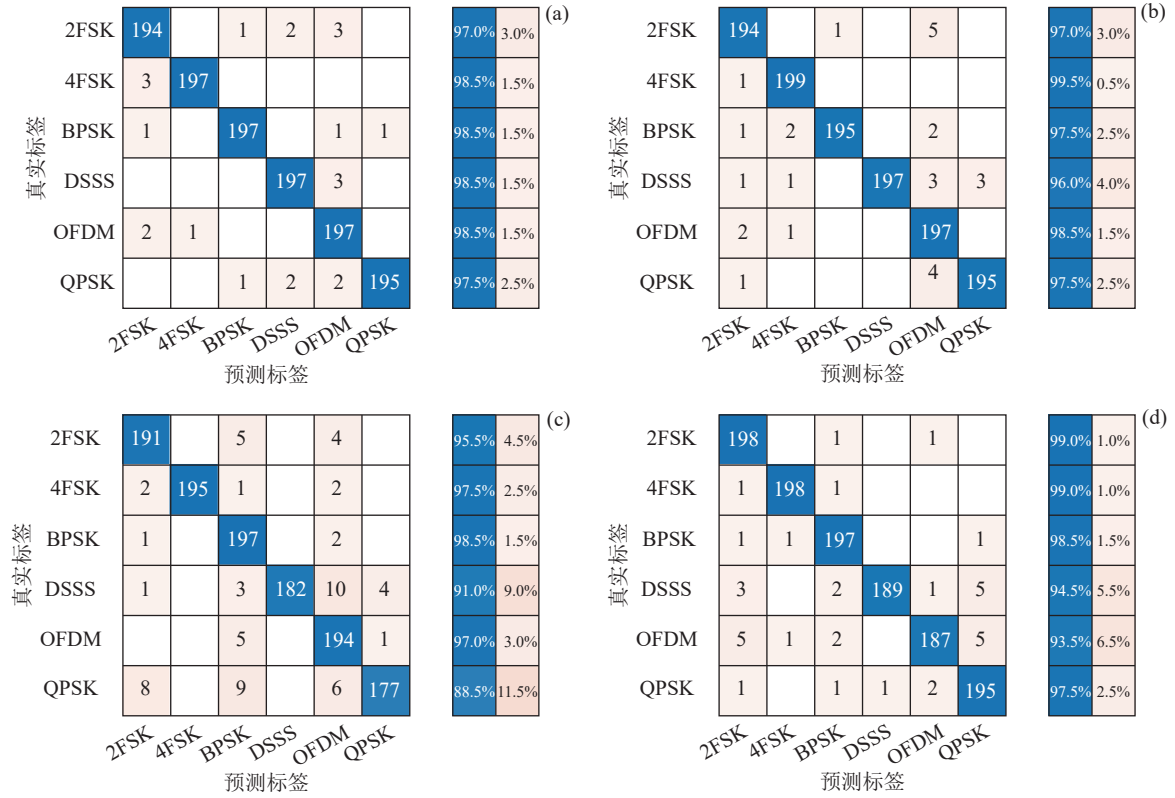 (a)
2FSK 194 1 2 3 97.0% 3.0%
4FSK 3 197 98.5% 1.5%
BPSK 1 197 1 1 98.5% 1.5%
DSSS 197 3 98.5% 1.5%
OFDM 2 1 197 98.5% 1.5%
QPSK 1 2 2 195 97.5% 2.5%
真实标签
2FSK 4FSK BPSK DSSS OFDM QPSK
预测标签
(b)
2FSK 194 1 5 97.0% 3.0%
4FSK 1 199 99.5% 0.5%
BPSK 1 2 195 2 97.5% 2.5%
DSSS 1 1 197 3 3 96.0% 4.0%
OFDM 2 1 197 98.5% 1.5%
QPSK 1 4 195 97.5% 2.5%
真实标签
2FSK 4FSK BPSK DSSS OFDM QPSK
预测标签
(c)
2FSK 191 5 4 95.5% 4.5%
4FSK 2 195 1 2 97.5% 2.5%
BPSK 1 197 2 98.5% 1.5%
DSSS 1 3 182 10 4 91.0% 9.0%
OFDM 5 194 1 97.0% 3.0%
QPSK 8 9 6 177 88.5% 11.5%
真实标签
2FSK 4FSK BPSK DSSS OFDM QPSK
预测标签
(d)
2FSK 198 1 1 99.0% 1.0%
4FSK 1 198 1 99.0% 1.0%
BPSK 1 1 197 1 98.5% 1.5%
DSSS 3 2 189 1 5 94.5% 5.5%
OFDM 5 1 2 187 5 93.5% 6.5%
QPSK 1 1 1 2 195 97.5% 2.5%
真实标签
2FSK 4FSK BPSK DSSS OFDM QPSK
预测标签